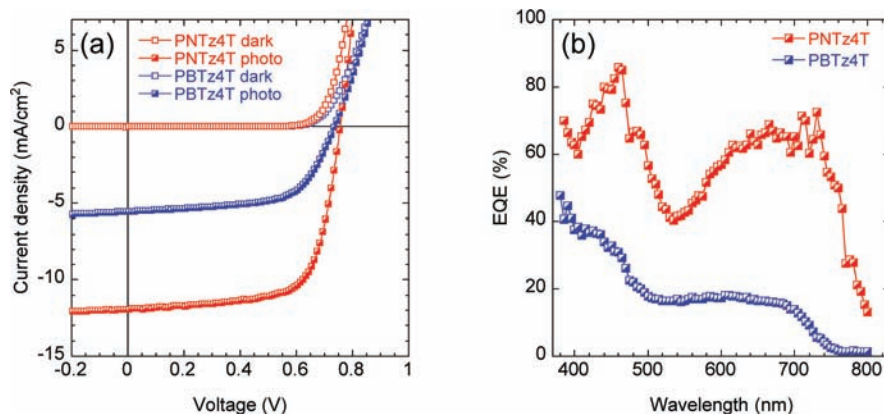 (a)
PNTz4T dark
PNTz4T photo
PBTz4T dark
PBTz4T photo
5
0
-5
-10
-15
Current density (mA/cm²)
-0.2 0 0.2 0.4 0.6 0.8 1
Voltage (V)
(b)
PNTz4T
PBTz4T
100
80
60
40
20
0
EQE (%)
400 500 600 700 800
Wavelength (nm)